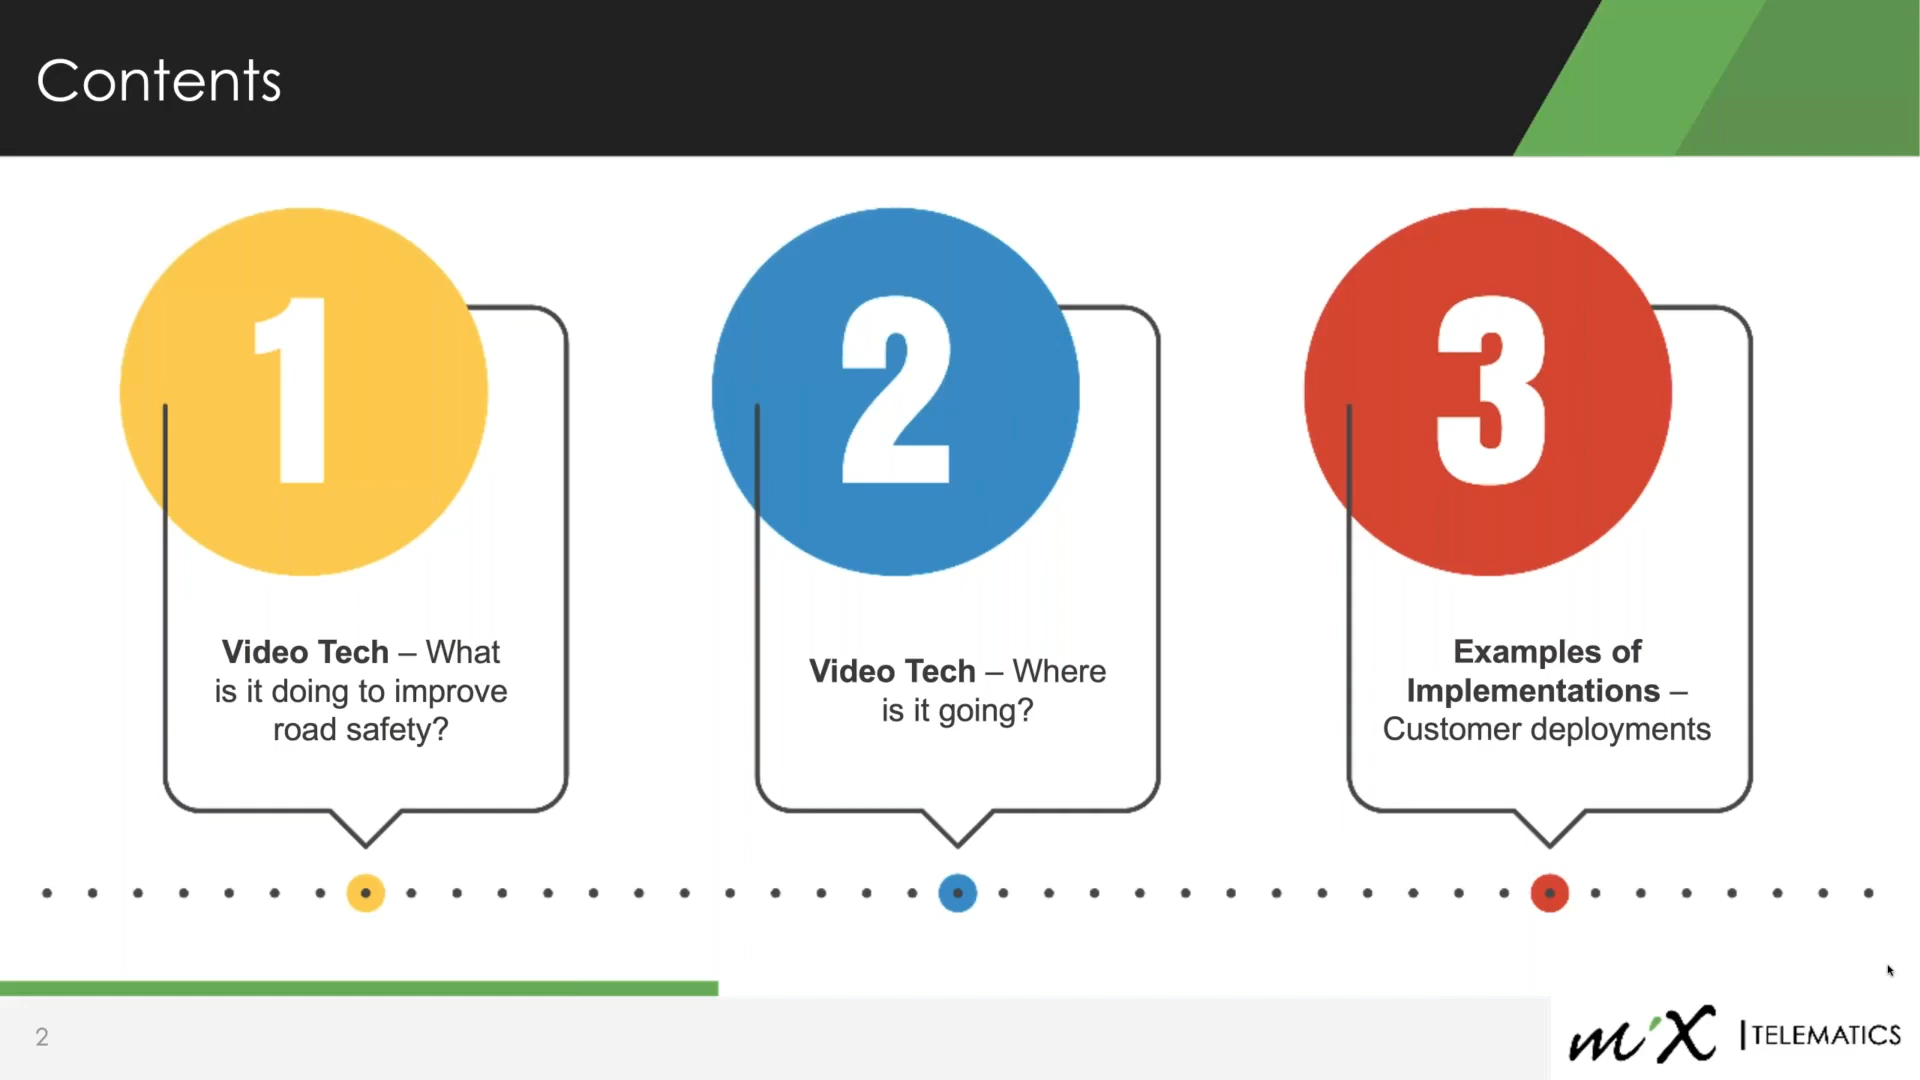 Contents
1
2
3
Video Tech – What
is it doing to improve
road safety?
Video Tech – Where
is it going?
Examples of
Implementations –
Customer deployments
2
mix | TELEMATICS